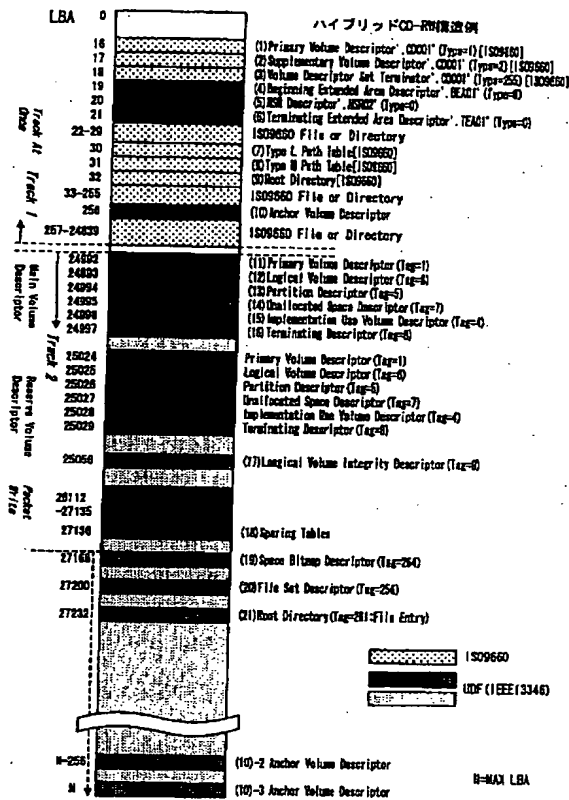 LBA
ハイブリッドCD-RW構造例
0
16 (1)Primary Volume Descriptor'.CD001'(Type=1)[ISO9660]
17 (2)Supplementary Volume Descriptor'.CD001'(Type=2)[ISO9660]
18 (3)Volume Descriptor Set Terminator'.CD001'(Type=255)[ISO9660]
19 (4)Beginning Extended Area Descriptor'.BEA01'(Type=0)
20 (5)NSR Descriptor'.NSR02'(Type=0)
21 (6)Terminating Extended Area Descriptor'.TEA01'(Type=0)
22-29 ISO9660 File or Directory
30 (7)Type L Path Table[ISO9660]
31 (8)Type M Path Table[ISO9660]
32 (9)Root Directory[ISO9660]
33-255 ISO9660 File or Directory
256 (10)Anchor Volume Descriptor
257-24839 ISO9660 File or Directory
Track At Once
Track 1
24992 (11)Primary Volume Descriptor(Tag=1)
24993 (12)Logical Volume Descriptor(Tag=6)
24994 (13)Partition Descriptor(Tag=5)
24995 (14)Unallocated Space Descriptor(Tag=7)
24996 (15)Implementation Use Volume Descriptor(Tag=4)
24997 (16)Terminating Descriptor(Tag=8)
Main Volume Descriptor
Track 2
25024 Primary Volume Descriptor(Tag=1)
25025 Logical Volume Descriptor(Tag=6)
25026 Partition Descriptor(Tag=5)
25027 Unallocated Space Descriptor(Tag=7)
25028 Implementation Use Volume Descriptor(Tag=4)
25029 Terminating Descriptor(Tag=8)
Reserve Volume Descriptor
25056 (17)Logical Volume Integrity Descriptor(Tag=9)
Packet Write
26112
-27135
27136 (18)Sparing Tables
27168 (19)Space Bitmap Descriptor(Tag=264)
27200 (20)File Set Descriptor(Tag=256)
27232 (21)Root Directory(Tag=261:File Entry)
ISO9660
UDF(IEEE13346)
N-256 (10)-2 Anchor Volume Descriptor
N (10)-3 Anchor Volume Descriptor
N=MAX LBA